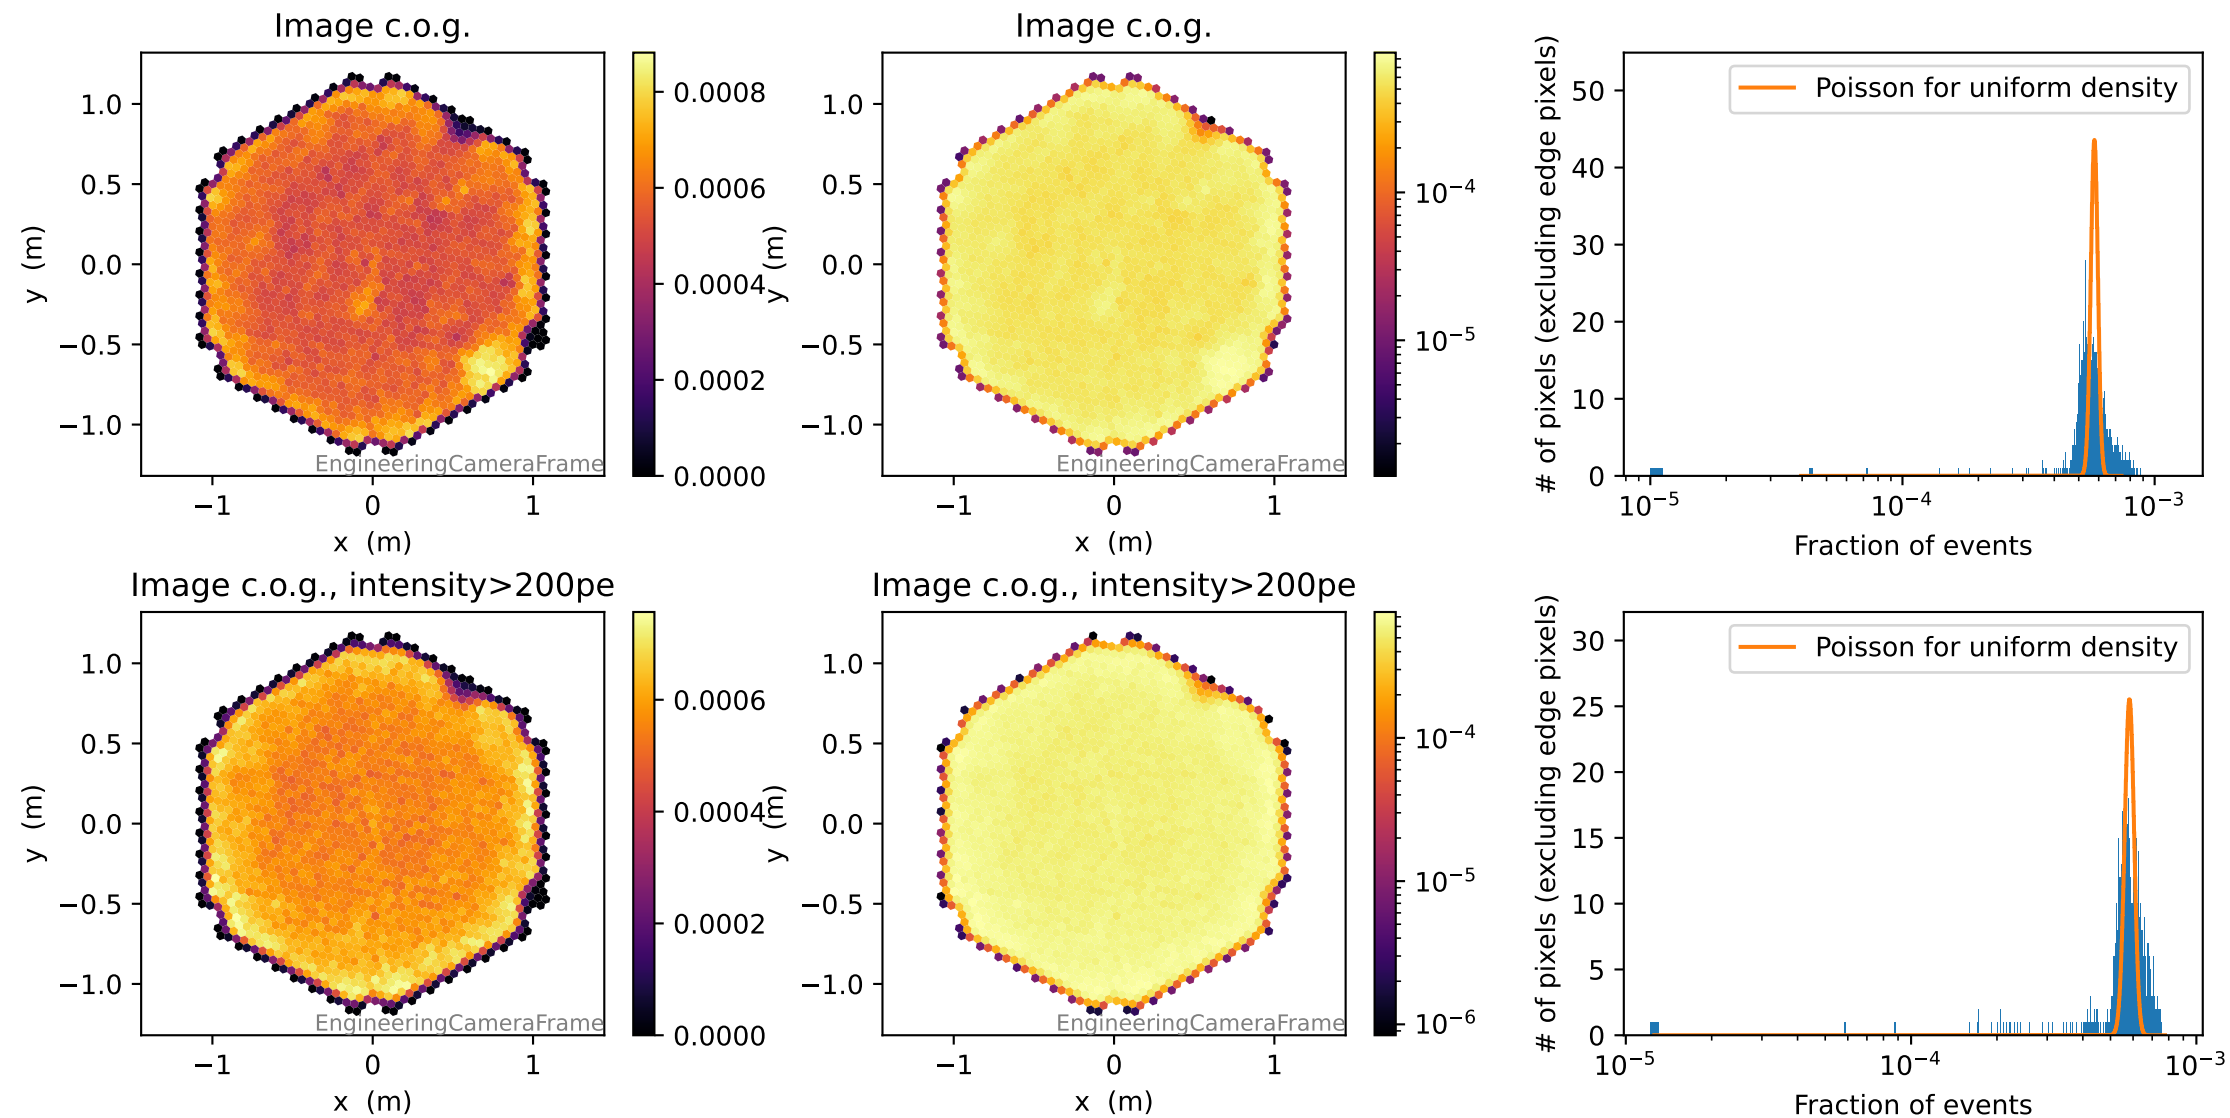 Image c.o.g.
1.0
0.5
0.0
−0.5
−1.0
y (m)
−1
0
1
x (m)
EngineeringCameraFrame
0.0008
0.0006
0.0004
0.0002
0.0000
Image c.o.g.
1.0
0.5
0.0
−0.5
−1.0
y (m)
−1
0
1
x (m)
EngineeringCameraFrame
10⁻⁴
10⁻⁵
# of pixels (excluding edge pixels)
50
40
30
20
10
0
Poisson for uniform density
10⁻⁵
10⁻⁴
10⁻³
Fraction of events
Image c.o.g., intensity>200pe
1.0
0.5
0.0
−0.5
−1.0
y (m)
−1
0
1
x (m)
EngineeringCameraFrame
0.0006
0.0004
0.0002
0.0000
Image c.o.g., intensity>200pe
1.0
0.5
0.0
−0.5
−1.0
y (m)
−1
0
1
x (m)
EngineeringCameraFrame
10⁻⁴
10⁻⁵
10⁻⁶
# of pixels (excluding edge pixels)
30
25
20
15
10
5
0
Poisson for uniform density
10⁻⁵
10⁻⁴
10⁻³
Fraction of events